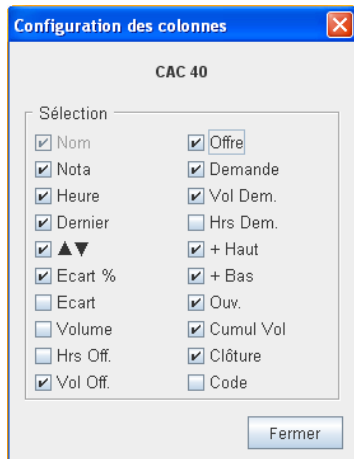 Configuration des colonnes
CAC 40
Sélection
Nom
Nota
Heure
Dernier
▲▼
Ecart %
Ecart
Volume
Hrs Off.
Vol Off.
Offre
Demande
Vol Dem.
Hrs Dem.
+ Haut
+ Bas
Ouv.
Cumul Vol
Clôture
Code
Fermer